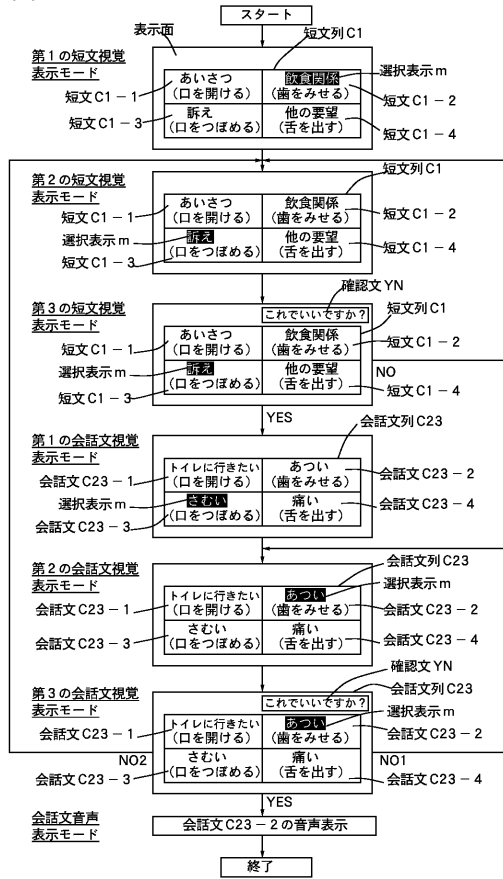 スタート
表示面
短文列C1
第1の短文視覚
表示モード
あいさつ
(口を開ける)
飲食関係
(歯をみせる)
選択表示m
短文C1-1
短文C1-2
訴え
(口をつぼめる)
他の要望
(舌を出す)
短文C1-3
短文C1-4
短文列C1
第2の短文視覚
表示モード
あいさつ
(口を開ける)
飲食関係
(歯をみせる)
短文C1-1
短文C1-2
選択表示m
訴え
(口をつぼめる)
他の要望
(舌を出す)
短文C1-3
短文C1-4
確認文YN
第3の短文視覚
表示モード
これでいいですか?
短文列C1
あいさつ
(口を開ける)
飲食関係
(歯をみせる)
短文C1-1
短文C1-2
選択表示m
訴え
(口をつぼめる)
他の要望
(舌を出す)
NO
短文C1-3
短文C1-4
YES
会話文列C23
第1の会話文視覚
表示モード
トイレに行きたい
(口を開ける)
あつい
(歯をみせる)
会話文C23-1
会話文C23-2
選択表示m
さむい
(口をつぼめる)
痛い
(舌を出す)
会話文C23-3
会話文C23-4
会話文列C23
第2の会話文視覚
表示モード
選択表示m
トイレに行きたい
(口を開ける)
あつい
(歯をみせる)
会話文C23-1
会話文C23-2
さむい
(口をつぼめる)
痛い
(舌を出す)
会話文C23-3
会話文C23-4
確認文YN
第3の会話文視覚
表示モード
これでいいですか?
会話文列C23
選択表示m
トイレに行きたい
(口を開ける)
あつい
(歯をみせる)
会話文C23-1
会話文C23-2
さむい
(口をつぼめる)
痛い
(舌を出す)
NO2
NO1
会話文C23-3
会話文C23-4
YES
会話文音声
表示モード
会話文C23-2の音声表示
終了